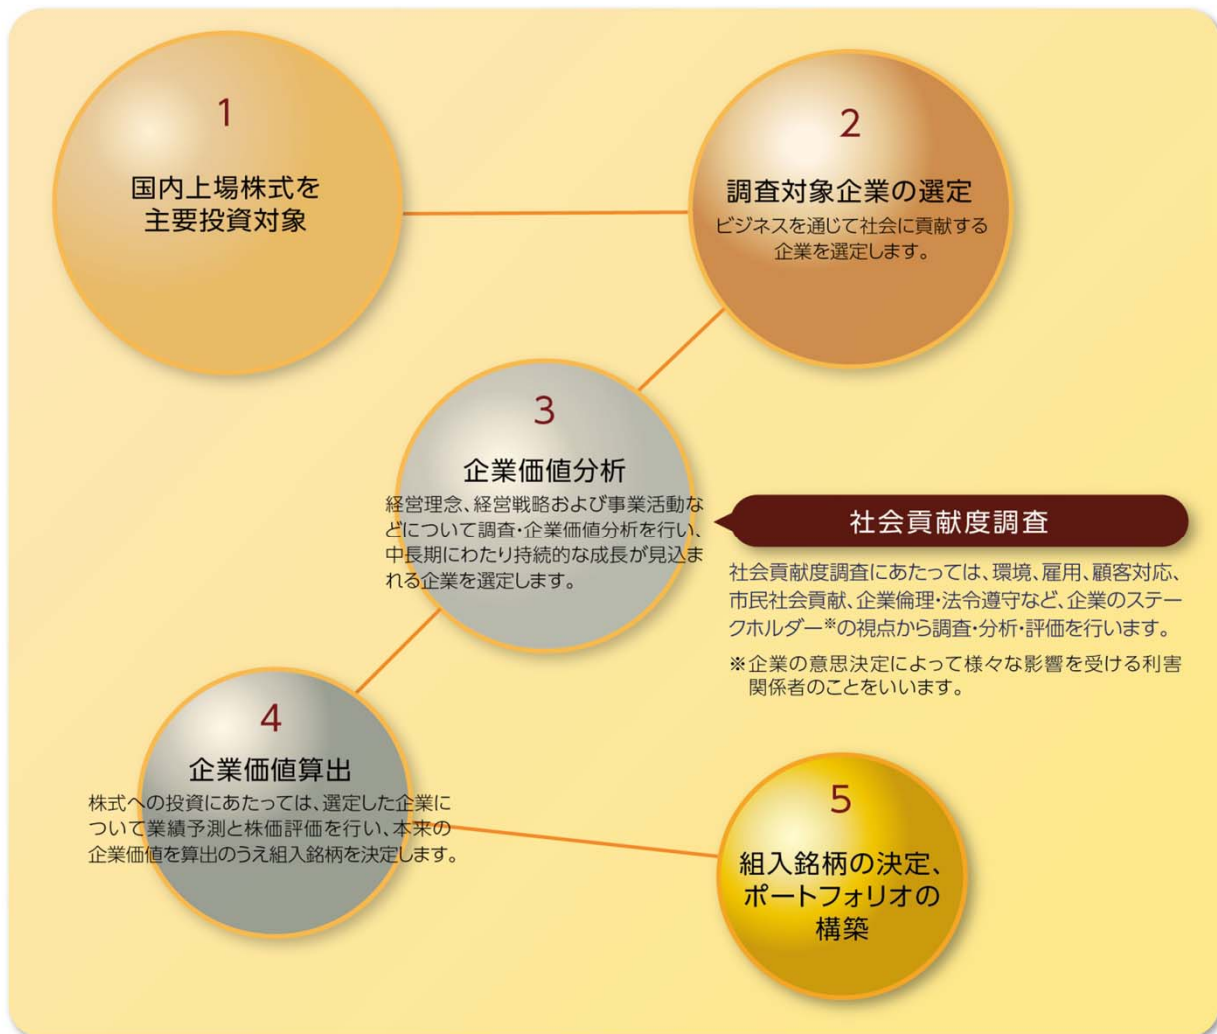 1
国内上場株式を
主要投資対象
2
調査対象企業の選定
ビジネスを通じて社会に貢献する
企業を選定します。
3
企業価値分析
経営理念、経営戦略および事業活動な
どについて調査・企業価値分析を行い、
中長期にわたり持続的な成長が見込ま
れる企業を選定します。
社会貢献度調査
社会貢献度調査にあたっては、環境、雇用、顧客対応、
市民社会貢献、企業倫理・法令遵守など、企業のステー
クホルダー※の視点から調査・分析・評価を行います。
※企業の意思決定によって様々な影響を受ける利害
関係者のことをいいます。
4
企業価値算出
株式への投資にあたっては、選定した企業に
ついて業績予測と株価評価を行い、本来の
企業価値を算出のうえ組入銘柄を決定します。
5
組入銘柄の決定、
ポートフォリオの
構築